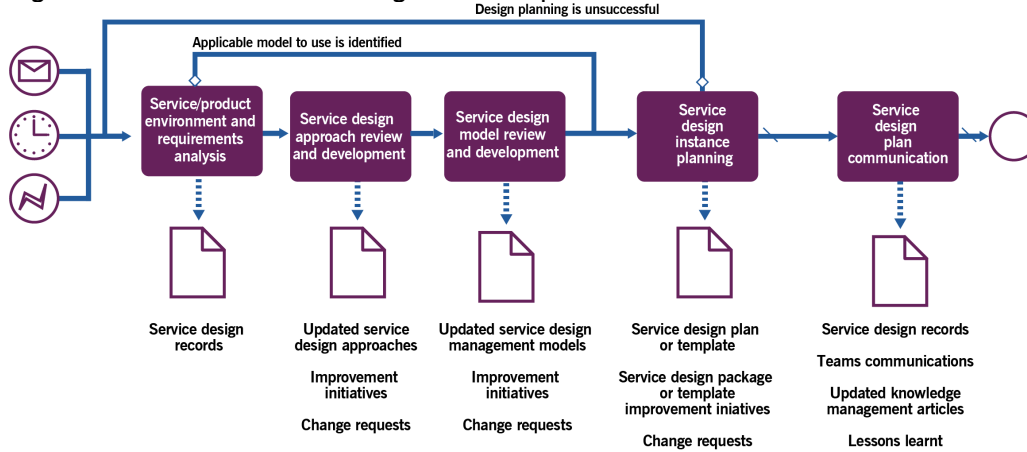 Design planning is unsuccessful
Applicable model to use is identified
Service/product
environment and
requirements
analysis
Service design
approach review
and development
Service design
model review
and development
Service
design
instance
planning
Service
design
plan
communication
Service design
records
Updated service
design approaches
Improvement
initiatives
Change requests
Updated service design
management models
Improvement
initiatives
Change requests
Service design plan
or template
Service design package
or template
improvement iniatives
Change requests
Service design records
Teams communications
Updated knowledge
management articles
Lessons learnt